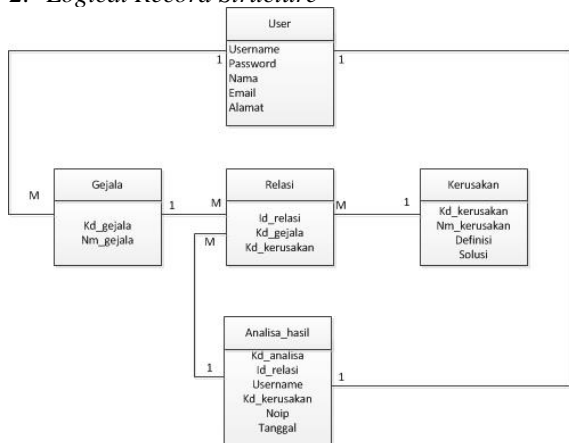 2. Logical Record Structure
User
Username
Password
Nama
Email
Alamat
1
1
Gejala
Kd_gejala
Nm_gejala
M
1
Relasi
Id_relasi
Kd_gejala
Kd_kerusakan
M
M
M
Kerusakan
Kd_kerusakan
Nm_kerusakan
Definisi
Solusi
1
Analisa_hasil
Kd_analisa
Id_relasi
Username
Kd_kerusakan
Noip
Tanggal
1
1